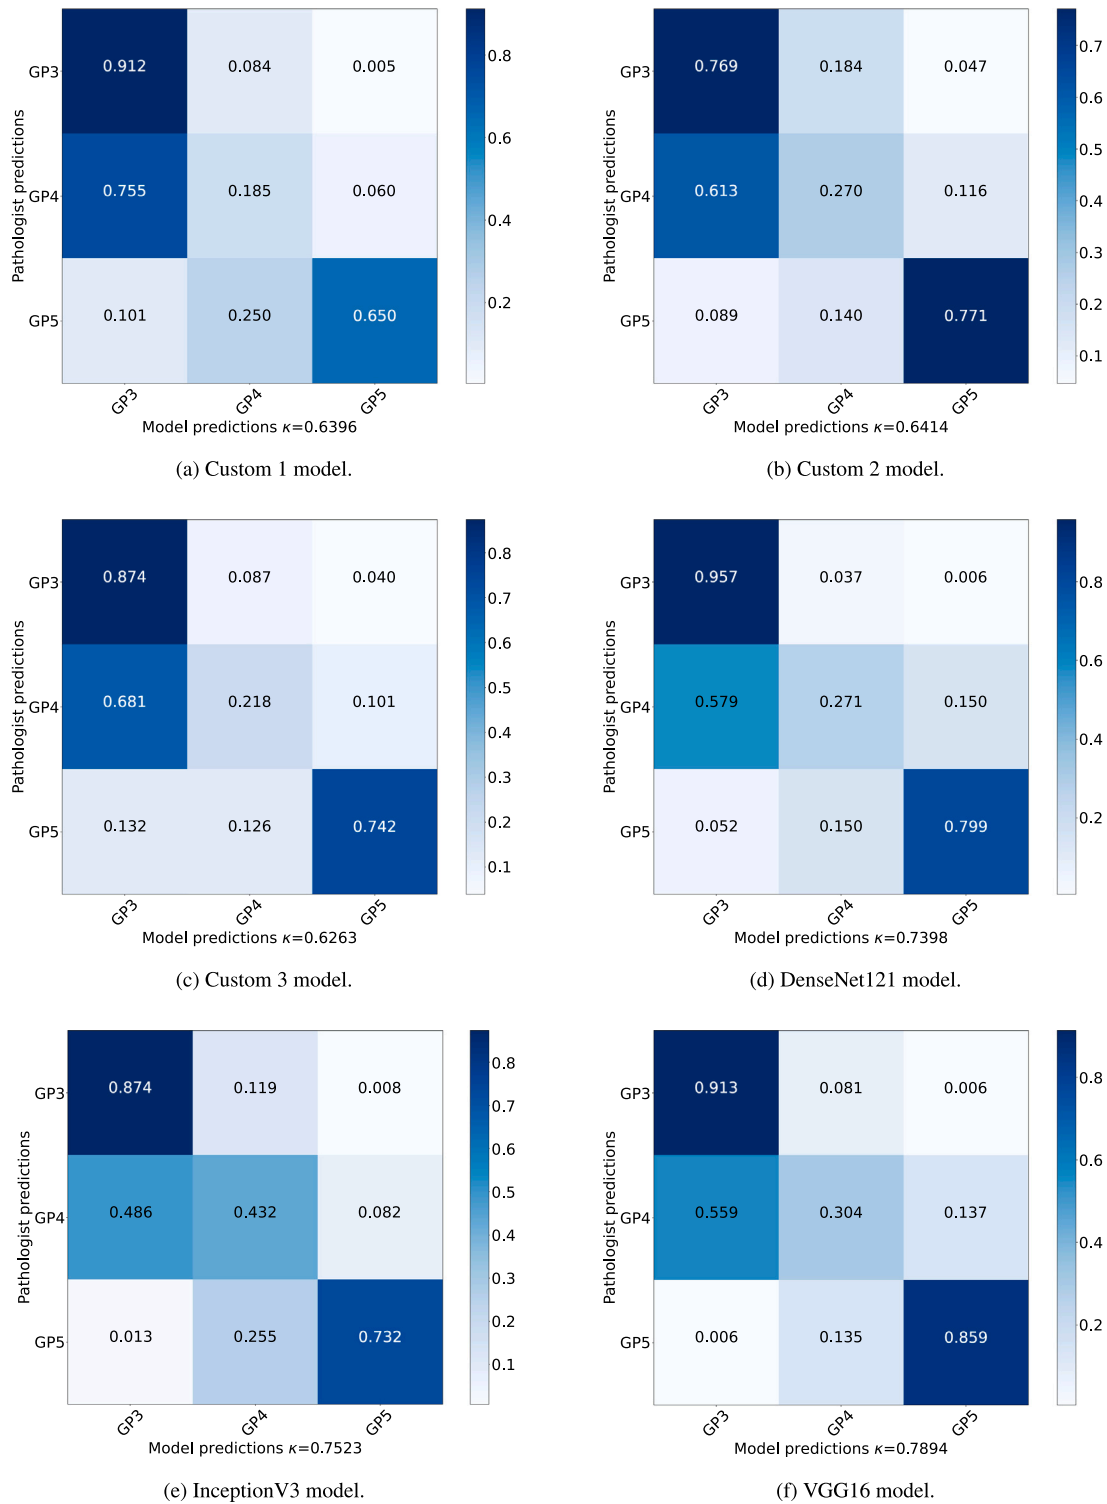 GP3 0.912 0.084 0.005
GP4 0.755 0.185 0.060
GP5 0.101 0.250 0.650
GP3 GP4 GP5
Pathologist predictions
Model predictions κ=0.6396
0.8
0.6
0.4
0.2
(a) Custom 1 model.
GP3 0.769 0.184 0.047
GP4 0.613 0.270 0.116
GP5 0.089 0.140 0.771
GP3 GP4 GP5
Pathologist predictions
Model predictions κ=0.6414
0.7
0.6
0.5
0.4
0.3
0.2
0.1
(b) Custom 2 model.
GP3 0.874 0.087 0.040
GP4 0.681 0.218 0.101
GP5 0.132 0.126 0.742
GP3 GP4 GP5
Pathologist predictions
Model predictions κ=0.6263
0.8
0.7
0.6
0.5
0.4
0.3
0.2
0.1
(c) Custom 3 model.
GP3 0.957 0.037 0.006
GP4 0.579 0.271 0.150
GP5 0.052 0.150 0.799
GP3 GP4 GP5
Pathologist predictions
Model predictions κ=0.7398
0.8
0.6
0.4
0.2
(d) DenseNet121 model.
GP3 0.874 0.119 0.008
GP4 0.486 0.432 0.082
GP5 0.013 0.255 0.732
GP3 GP4 GP5
Pathologist predictions
Model predictions κ=0.7523
0.8
0.7
0.6
0.5
0.4
0.3
0.2
0.1
(e) InceptionV3 model.
GP3 0.913 0.081 0.006
GP4 0.559 0.304 0.137
GP5 0.006 0.135 0.859
GP3 GP4 GP5
Pathologist predictions
Model predictions κ=0.7894
0.8
0.6
0.4
0.2
(f) VGG16 model.